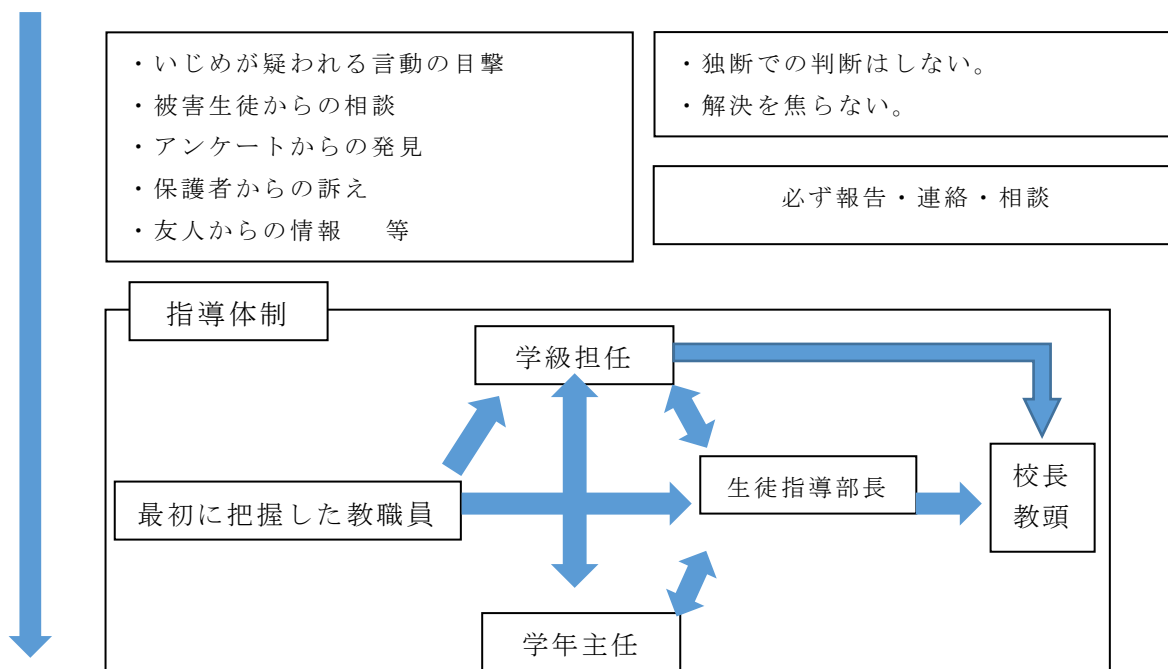 ・いじめが疑われる言動の目撃
・被害生徒からの相談
・アンケートからの発見
・保護者からの訴え
・友人からの情報　等
・独断での判断はしない。
・解決を焦らない。
必ず報告・連絡・相談
指導体制
学級担任
最初に把握した教職員
生徒指導部長
校長
教頭
学年主任